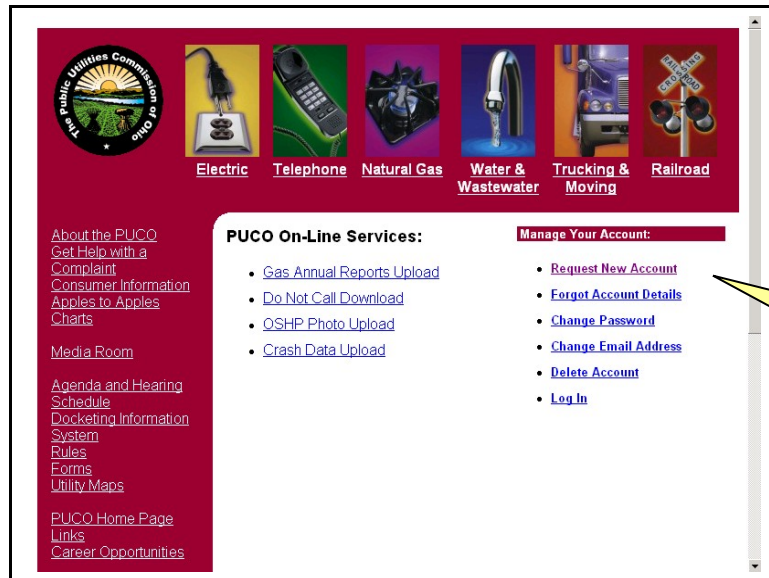 The Public Utilities Commission of Ohio
Electric
Telephone
Natural Gas
Water &
Wastewater
Trucking &
Moving
Railroad
RAILROAD
CROSSING
About the PUCO
Get Help with a
Complaint
Consumer Information
Apples to Apples
Charts
Media Room
Agenda and Hearing
Schedule
Docketing Information
System
Rules
Forms
Utility Maps
PUCO Home Page
Links
Career Opportunities
PUCO On-Line Services:
Gas Annual Reports Upload
Do Not Call Download
OSHP Photo Upload
Crash Data Upload
Manage Your Account:
Request New Account
Forgot Account Details
Change Password
Change Email Address
Delete Account
Log In